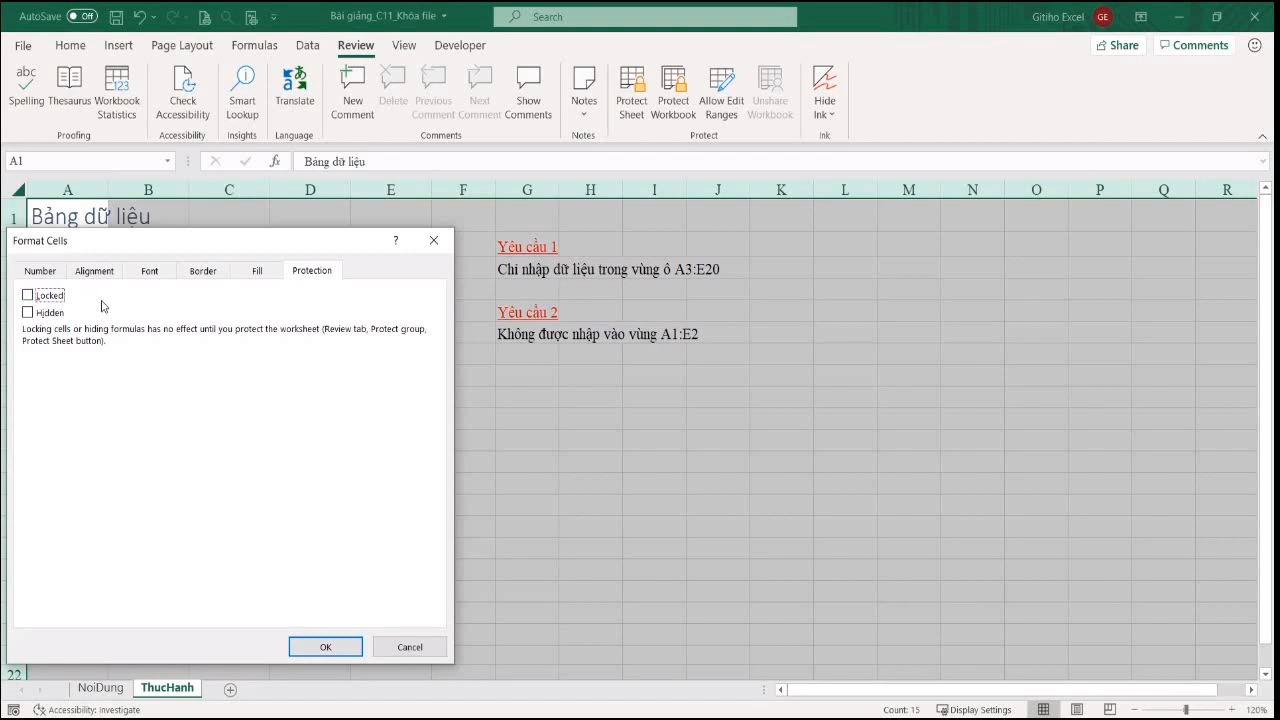 AutoSave Off Bài giảng_C11_Khóa file Search Gitiho Excel GE
File Home Insert Page Layout Formulas Data Review View Developer Share Comments
abc
Spelling Thesaurus Workbook Statistics Check Accessibility Smart Lookup Translate New Comment Delete Previous Comment Next Comment Show Comments Notes Protect Sheet Protect Workbook Allow Edit Ranges Unshare Workbook Hide Ink
Proofing Accessibility Insights Language Comments Notes Protect Ink
A1 fx Bảng dữ liệu
A B C D E F G H I J K L M N O P Q R
1 Bảng dữ liệu
Format Cells ?
Yêu cầu 1
Number Alignment Font Border Fill Protection
Chỉ nhập dữ liệu trong vùng ô A3:E20
Locked
Hidden
Yêu cầu 2
Locking cells or hiding formulas has no effect until you protect the worksheet (Review tab, Protect group,
Protect Sheet button).
Không được nhập vào vùng A1:E2
OK Cancel
22
NoiDung ThucHanh
Accessibility: Investigate Count: 15 Display Settings 120%